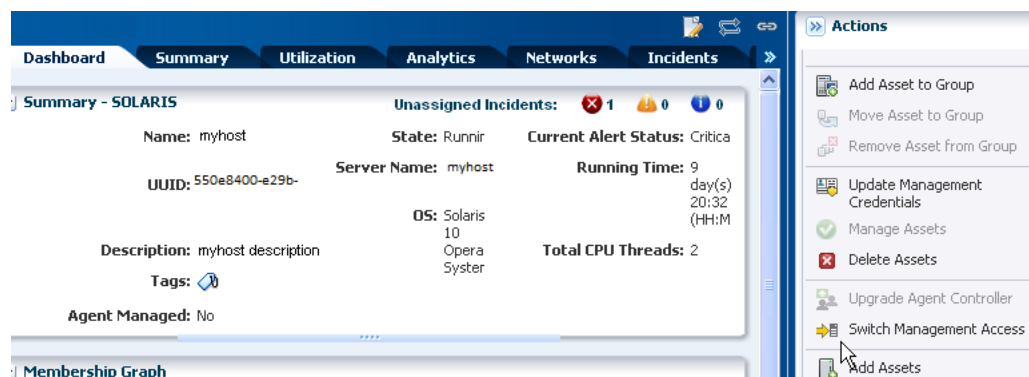 Actions
Dashboard Summary Utilization Analytics Networks Incidents
Summary - SOLARIS
Unassigned Incidents: 1 0 0
Name: myhost
State: Runnir
Current Alert Status: Critica
UUID: 550e8400-e29b-
Server Name: myhost
Running Time: 9
day(s)
20:32
(HH:M
OS: Solaris
10
Opera
Syster
Description: myhost description
Total CPU Threads: 2
Tags:
Agent Managed: No
Membership Graph
Add Asset to Group
Move Asset to Group
Remove Asset from Group
Update Management
Credentials
Manage Assets
Delete Assets
Upgrade Agent Controller
Switch Management Access
Add Assets